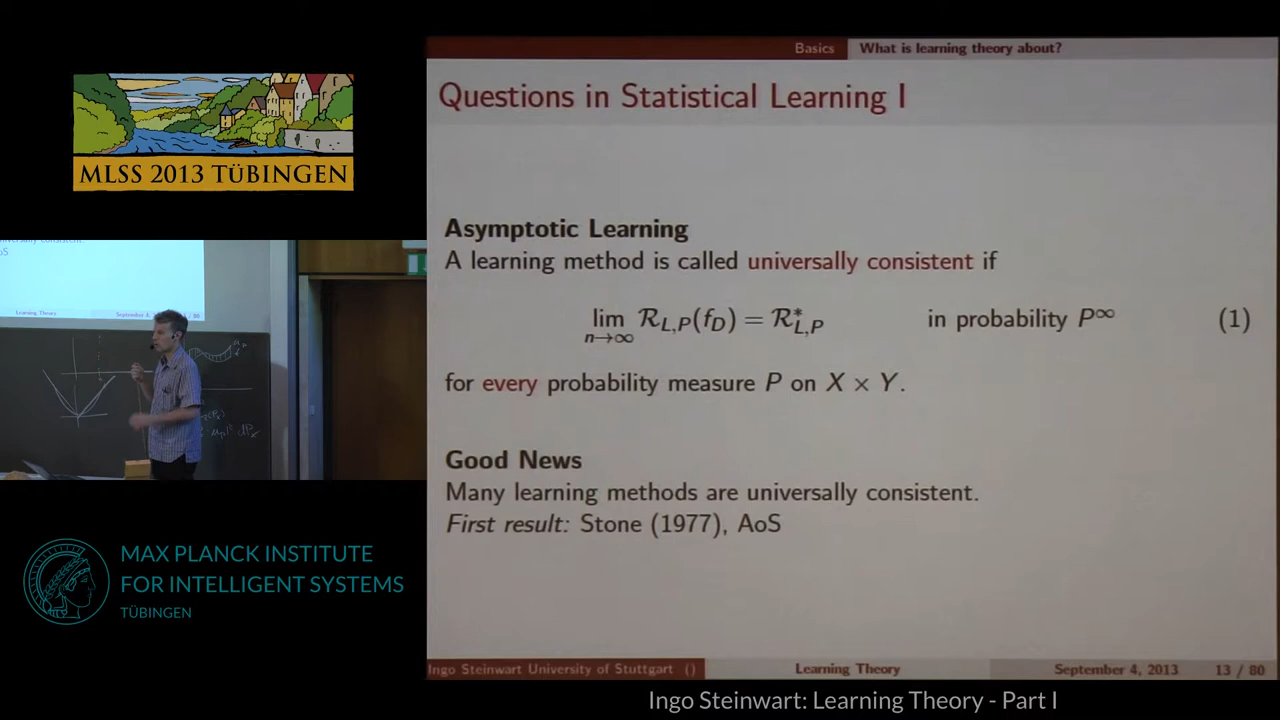 Basics What is learning theory about?
Questions in Statistical Learning I
MLSS 2013 TÜBINGEN
Asymptotic Learning
A learning method is called universally consistent if
lim n→∞ R_{L,P}(f_D) = R*_{L,P} in probability P^∞ (1)
for every probability measure P on X × Y.
Good News
Many learning methods are universally consistent.
First result: Stone (1977), AoS
MAX PLANCK INSTITUTE
FOR INTELLIGENT SYSTEMS
TÜBINGEN
Ingo Steinwart University of Stuttgart () Learning Theory September 4, 2013 13 / 80
Ingo Steinwart: Learning Theory - Part I